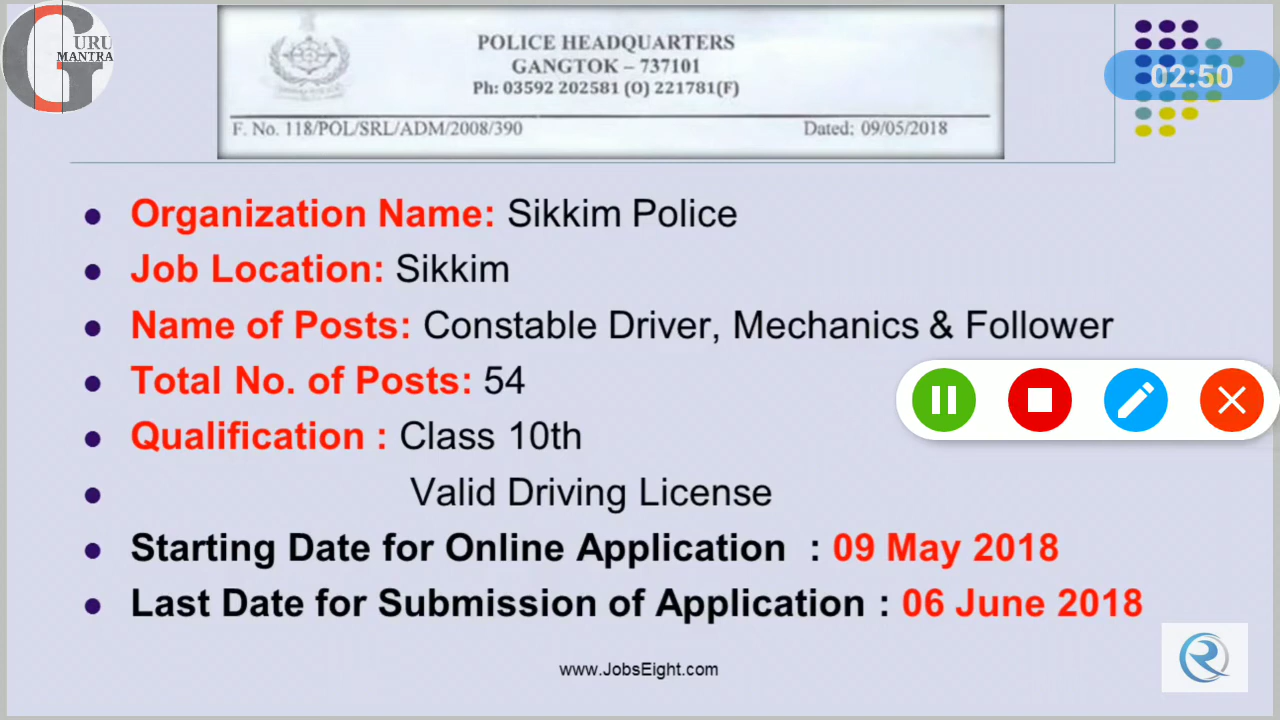 GURU
MANTRA
POLICE HEADQUARTERS
GANGTOK – 737101
Ph: 03592 202581 (O) 221781(F)
F. No. 118/POL/SRL/ADM/2008/390 Dated: 09/05/2018
02:50
Organization Name: Sikkim Police
Job Location: Sikkim
Name of Posts: Constable Driver, Mechanics & Follower
Total No. of Posts: 54
Qualification : Class 10th
Valid Driving License
Starting Date for Online Application : 09 May 2018
Last Date for Submission of Application : 06 June 2018
www.JobsEight.com